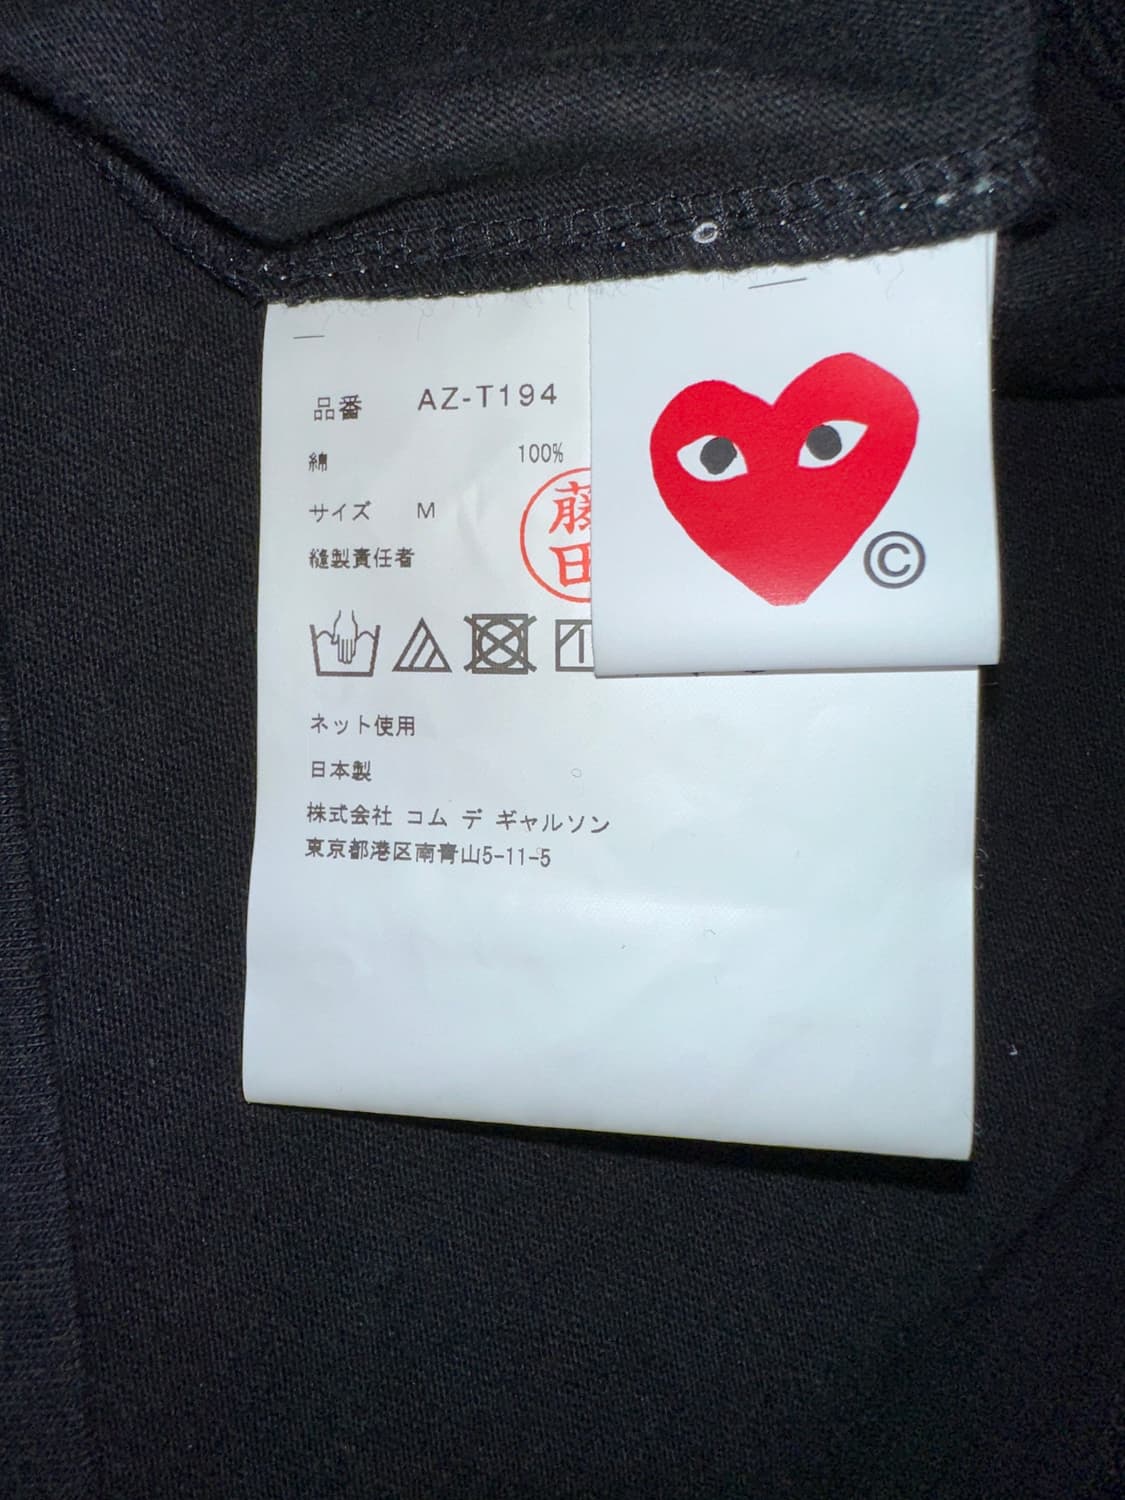 品番 AZ-T194
綿 100%
サイズ M
縫製責任者
藤田
ネット使用
日本製
株式会社 コム デ ギャルソン
東京都港区南青山5-11-5
©